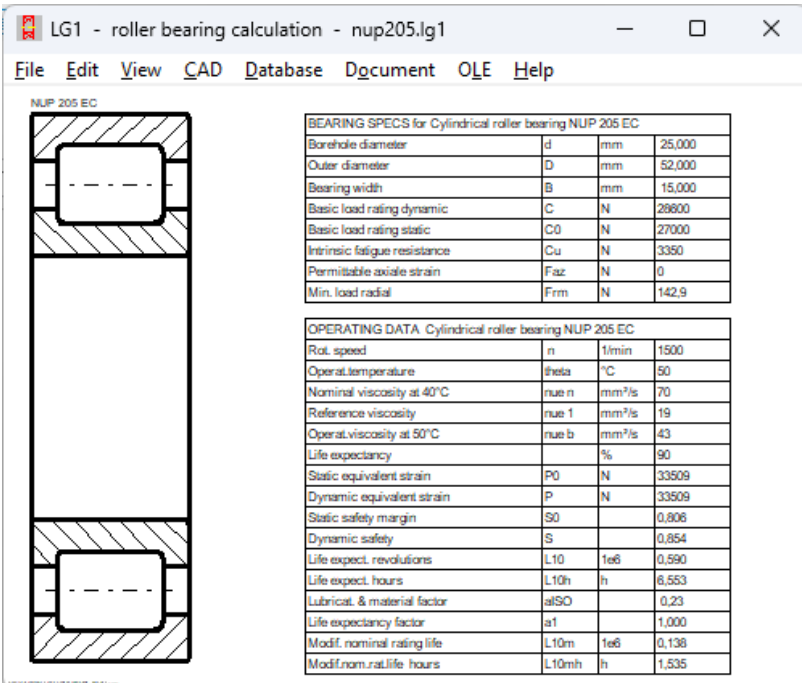 LG1 - roller bearing calculation - nup205.lg1
File Edit View CAD Database Document OLE Help
NUP 205 EC
BEARING SPECS for Cylindrical roller bearing NUP 205 EC
Borehole diameter d mm 25,000
Outer diameter D mm 52,000
Bearing width B mm 15,000
Basic load rating dynamic C N 28600
Basic load rating static C0 N 27000
Intrinsic fatigue resistance Cu N 3350
Permittable axiale strain Faz N 0
Min. load radial Frm N 142,9
OPERATING DATA Cylindrical roller bearing NUP 205 EC
Rot. speed n 1/min 1500
Operat.temperature theta °C 50
Nominal viscosity at 40°C nue n mm²/s 70
Reference viscosity nue 1 mm²/s 19
Operat.viscosity at 50°C nue b mm²/s 43
Life expectancy % 90
Static equivalent strain P0 N 33509
Dynamic equivalent strain P N 33509
Static safety margin S0 0,806
Dynamic safety S 0,854
Life expect. revolutions L10 1e6 0,590
Life expect. hours L10h h 6,553
Lubricat. & material factor aISO 0,23
Life expectancy factor a1 1,000
Modif. nominal rating life L10m 1e6 0,138
Modif.nom.rat.life hours L10mh h 1,535